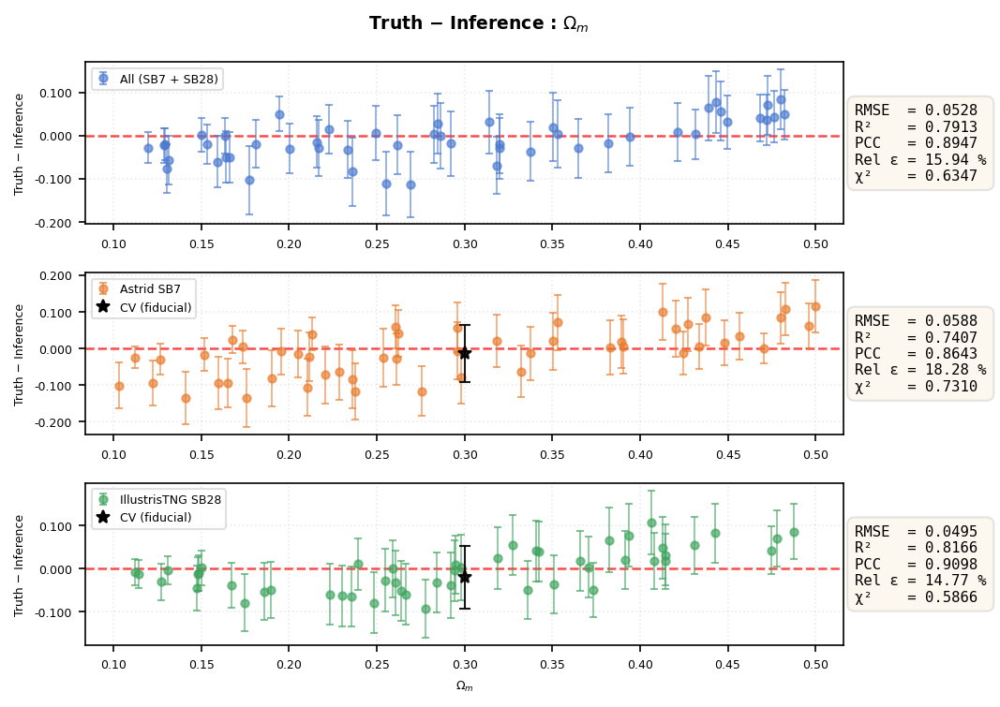 Truth − Inference : Ωm
All (SB7 + SB28)
Truth − Inference
0.100
0.000
-0.100
-0.200
0.10 0.15 0.20 0.25 0.30 0.35 0.40 0.45 0.50
RMSE = 0.0528
R² = 0.7913
PCC = 0.8947
Rel ε = 15.94 %
χ² = 0.6347
Astrid SB7
CV (fiducial)
Truth − Inference
0.200
0.100
0.000
-0.100
-0.200
0.10 0.15 0.20 0.25 0.30 0.35 0.40 0.45 0.50
RMSE = 0.0588
R² = 0.7407
PCC = 0.8643
Rel ε = 18.28 %
χ² = 0.7310
IllustrisTNG SB28
CV (fiducial)
Truth − Inference
0.100
0.000
-0.100
0.10 0.15 0.20 0.25 0.30 0.35 0.40 0.45 0.50
Ωm
RMSE = 0.0495
R² = 0.8166
PCC = 0.9098
Rel ε = 14.77 %
χ² = 0.5866